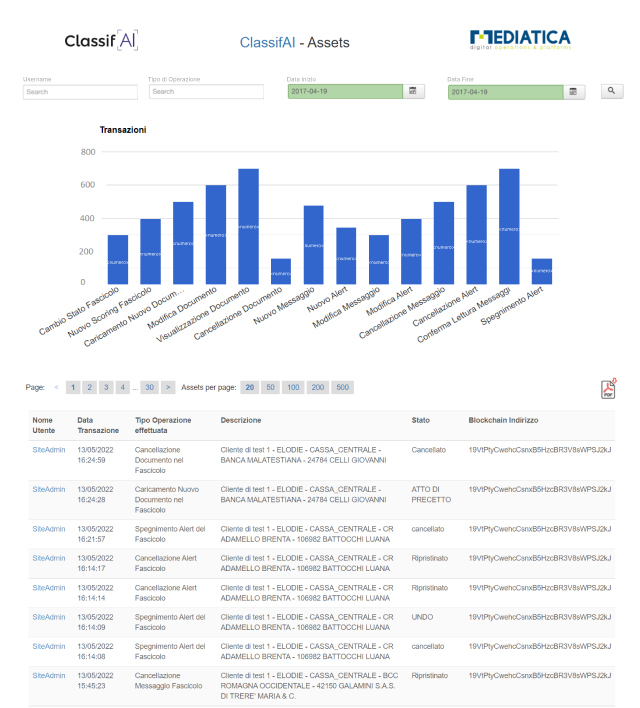 Classif[AI]
ClassifAI - Assets
MEDIATICA
digital operations & platforms
Username
Tipo di Operazione
Data Inizio
Data Fine
Search
Search
2017-04-19
2017-04-19
Transazioni
800
600
400
200
0
<numero>
<numero>
<numero>
<numero>
<numero>
<numero>
<numero>
<numero>
<numero>
<numero>
<numero>
<numero>
<numero>
<numero>
Cambio Stato Fascicolo
Nuovo Scoring Fascicolo
Caricamento Nuovo Docum...
Modifica Documento
Visualizzazione Documento
Cancellazione Documento
Nuovo Messaggio
Nuovo Alert
Modifica Messaggio
Modifica Alert
Cancellazione Messaggio
Cancellazione Alert
Conferma Lettura Messaggi
Spegnimento Alert
Page: < 1 2 3 4 ... 30 > Assets per page: 20 50 100 200 500
PDF
Nome Utente
Data Transazione
Tipo Operazione effettuata
Descrizione
Stato
Blockchain Indirizzo
SiteAdmin
13/05/2022 16:24:59
Cancellazione Documento nel Fascicolo
Cliente di test 1 - ELODIE - CASSA_CENTRALE - BANCA MALATESTIANA - 24784 CELLI GIOVANNI
Cancellato
19VtPtyCwehcCsnxB5HzcBR3V8sWPSJ2kJ
SiteAdmin
13/05/2022 16:24:28
Caricamento Nuovo Documento nel Fascicolo
Cliente di test 1 - ELODIE - CASSA_CENTRALE - BANCA MALATESTIANA - 24784 CELLI GIOVANNI
ATTO DI PRECETTO
19VtPtyCwehcCsnxB5HzcBR3V8sWPSJ2kJ
SiteAdmin
13/05/2022 16:21:57
Spegnimento Alert del Fascicolo
Cliente di test 1 - ELODIE - CASSA_CENTRALE - CR ADAMELLO BRENTA - 106982 BATTOCCHI LUANA
cancellato
19VtPtyCwehcCsnxB5HzcBR3V8sWPSJ2kJ
SiteAdmin
13/05/2022 16:14:17
Cancellazione Alert Fascicolo
Cliente di test 1 - ELODIE - CASSA_CENTRALE - CR ADAMELLO BRENTA - 106982 BATTOCCHI LUANA
Ripristinato
19VtPtyCwehcCsnxB5HzcBR3V8sWPSJ2kJ
SiteAdmin
13/05/2022 16:14:14
Cancellazione Alert Fascicolo
Cliente di test 1 - ELODIE - CASSA_CENTRALE - CR ADAMELLO BRENTA - 106982 BATTOCCHI LUANA
Ripristinato
19VtPtyCwehcCsnxB5HzcBR3V8sWPSJ2kJ
SiteAdmin
13/05/2022 16:14:09
Spegnimento Alert del Fascicolo
Cliente di test 1 - ELODIE - CASSA_CENTRALE - CR ADAMELLO BRENTA - 106982 BATTOCCHI LUANA
UNDO
19VtPtyCwehcCsnxB5HzcBR3V8sWPSJ2kJ
SiteAdmin
13/05/2022 16:14:08
Spegnimento Alert del Fascicolo
Cliente di test 1 - ELODIE - CASSA_CENTRALE - CR ADAMELLO BRENTA - 106982 BATTOCCHI LUANA
cancellato
19VtPtyCwehcCsnxB5HzcBR3V8sWPSJ2kJ
SiteAdmin
13/05/2022 15:45:23
Cancellazione Messaggio Fascicolo
Cliente di test 1 - ELODIE - CASSA_CENTRALE - BCC ROMAGNA OCCIDENTALE - 42150 GALAMINI S.A.S. DI TRERE' MARIA & C.
Ripristinato
19VtPtyCwehcCsnxB5HzcBR3V8sWPSJ2kJ